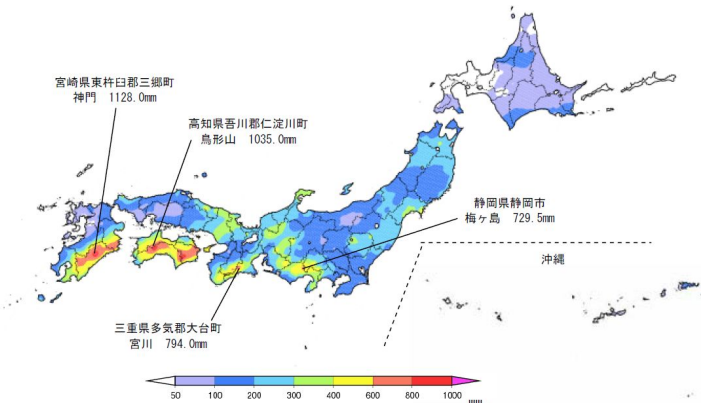 宮崎県東杵臼郡三郷町
神門 1128.0mm
高知県吾川郡仁淀川町
鳥形山 1035.0mm
静岡県静岡市
梅ヶ島 729.5mm
沖縄
三重県多気郡大台町
宮川 794.0mm
50 100 200 300 400 600 800 1000 mm